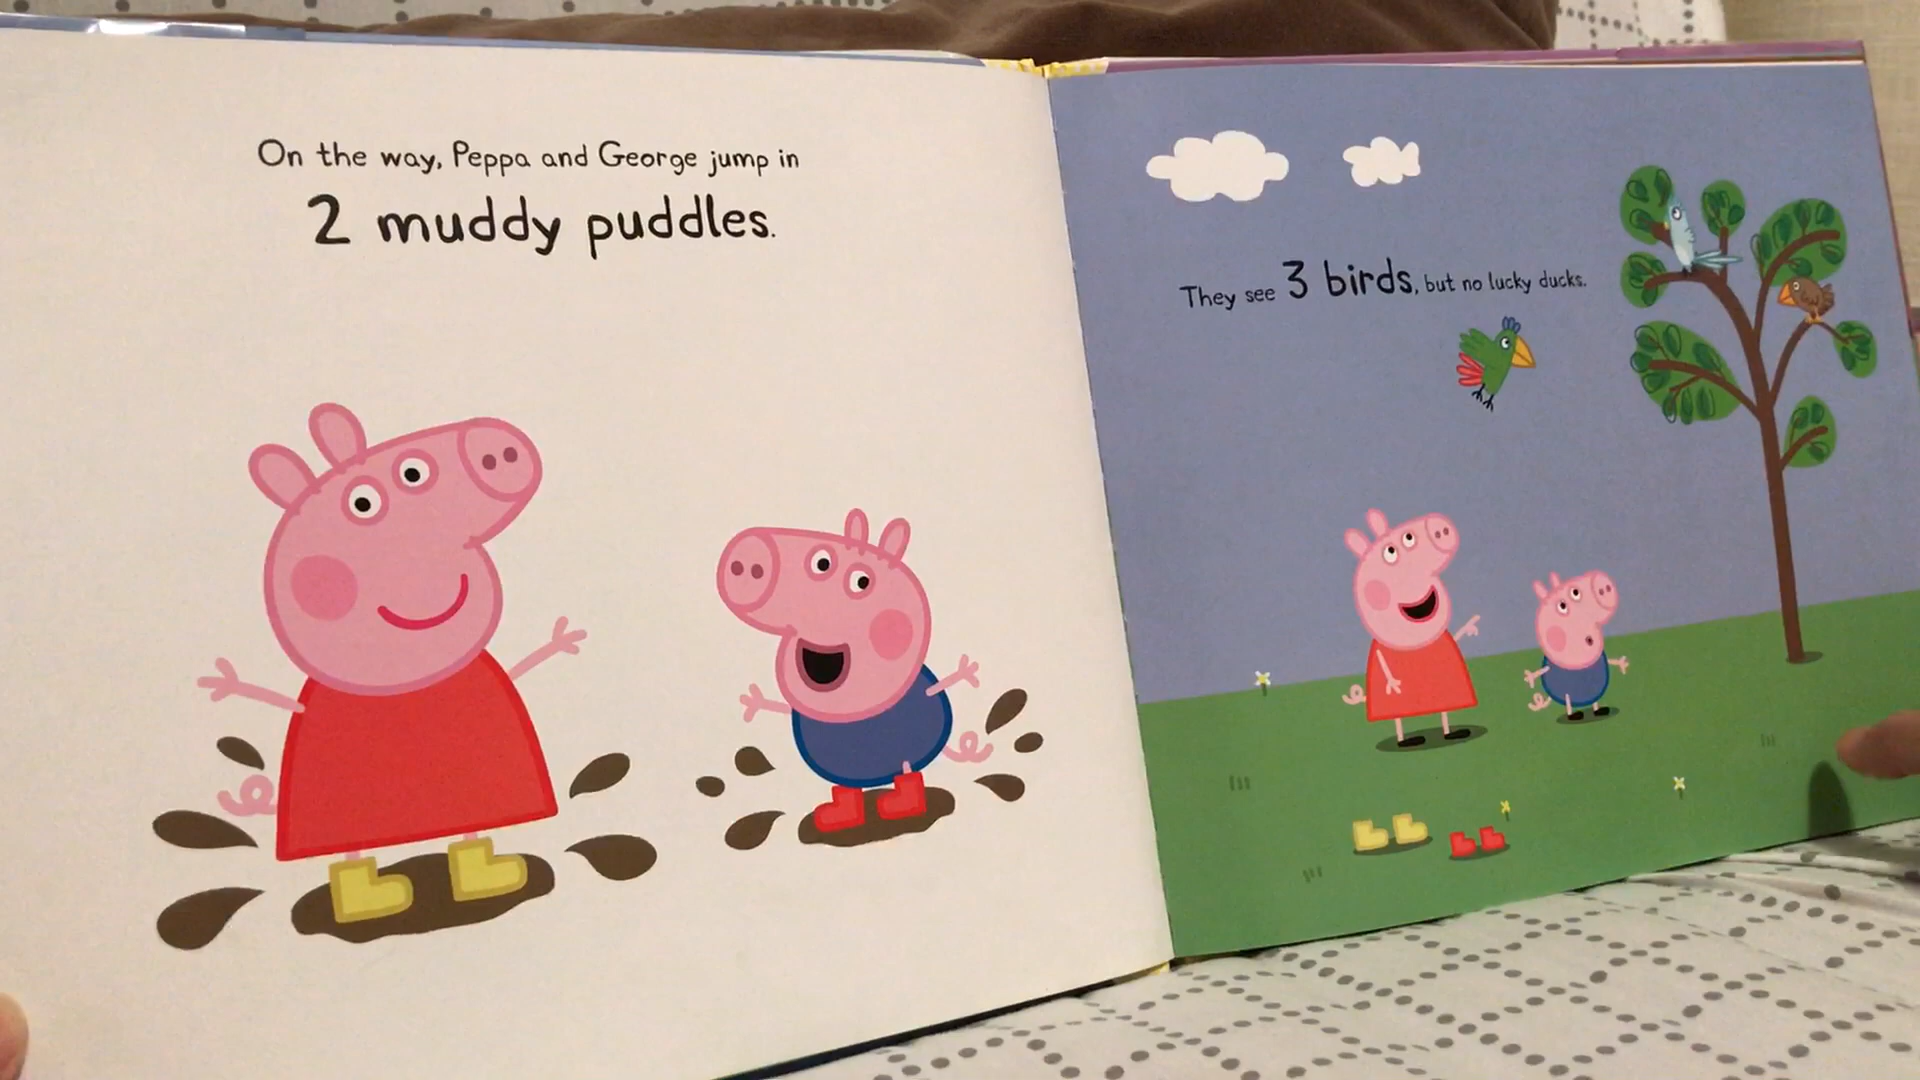 On the way, Peppa and George jump in
2 muddy puddles.
They see 3 birds, but no lucky ducks.